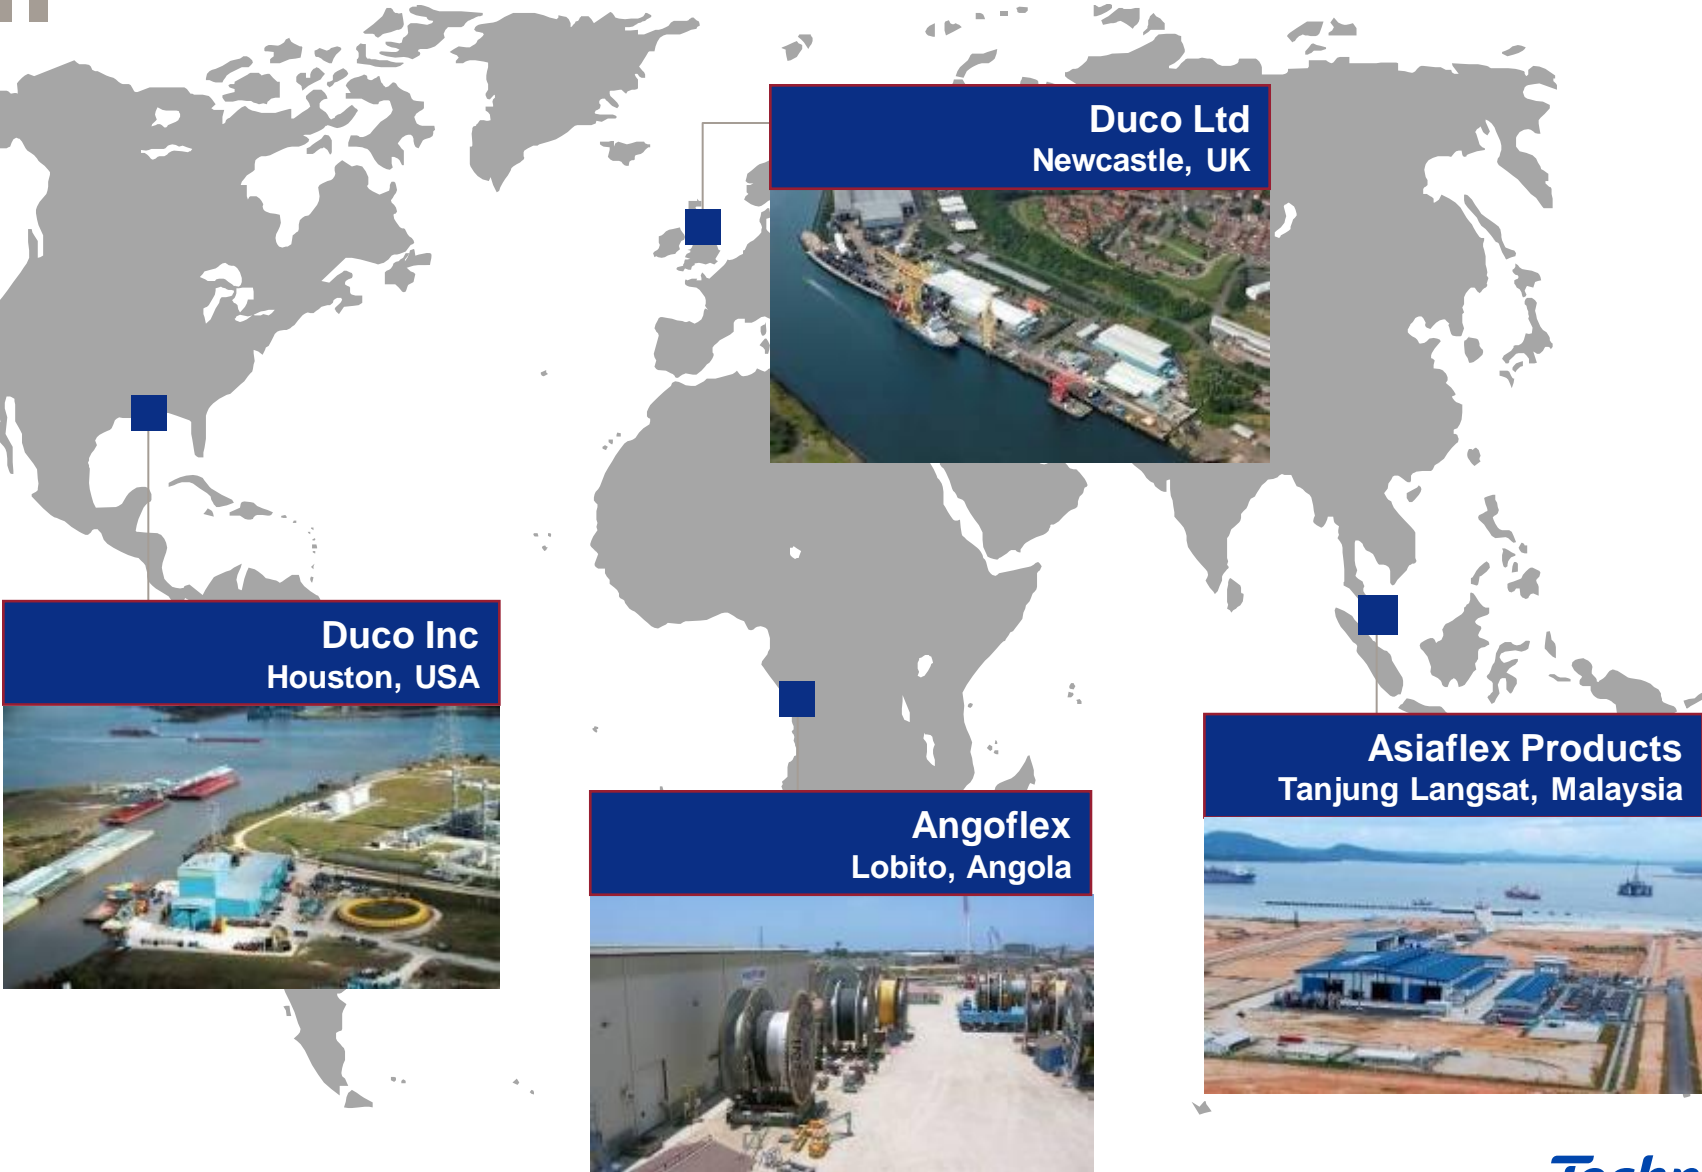 Duco Ltd
Newcastle, UK
Duco Inc
Houston, USA
Asiaflex Products
Tanjung Langsat, Malaysia
Angoflex
Lobito, Angola